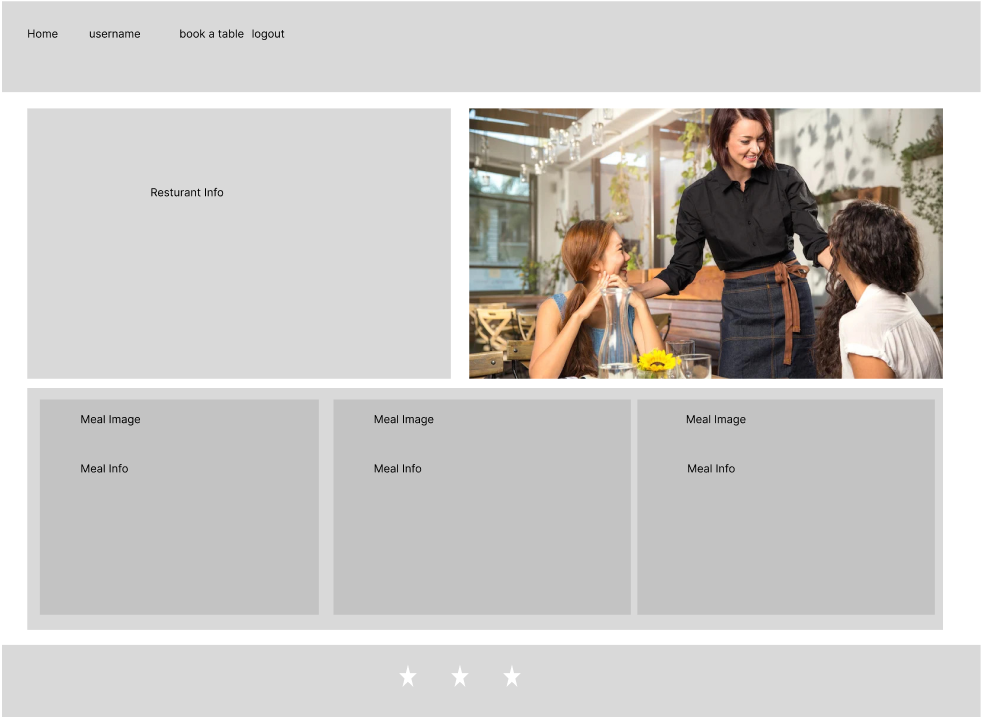 Home username book a table logout
Resturant Info
Meal Image Meal Image Meal Image
Meal Info Meal Info Meal Info